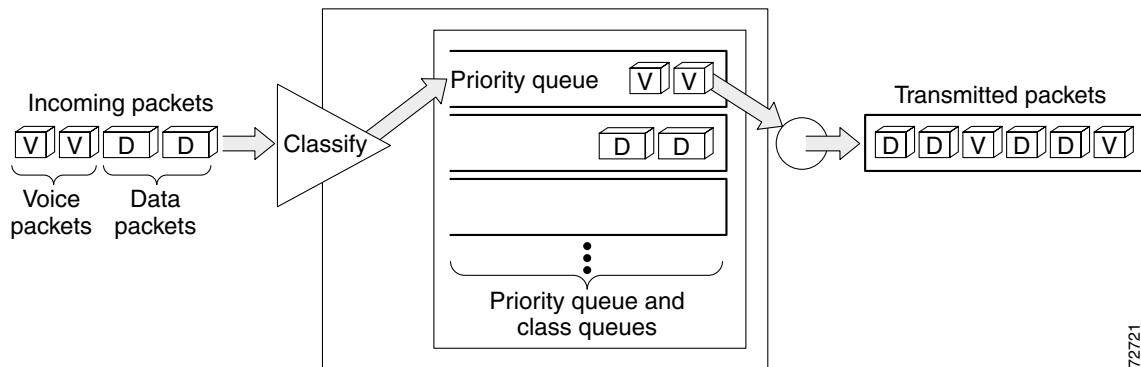 Incoming packets
V V D D
Voice
packets
Data
packets
Classify
Priority queue V V
D D
Priority queue and
class queues
Transmitted packets
D D V D D V
72721